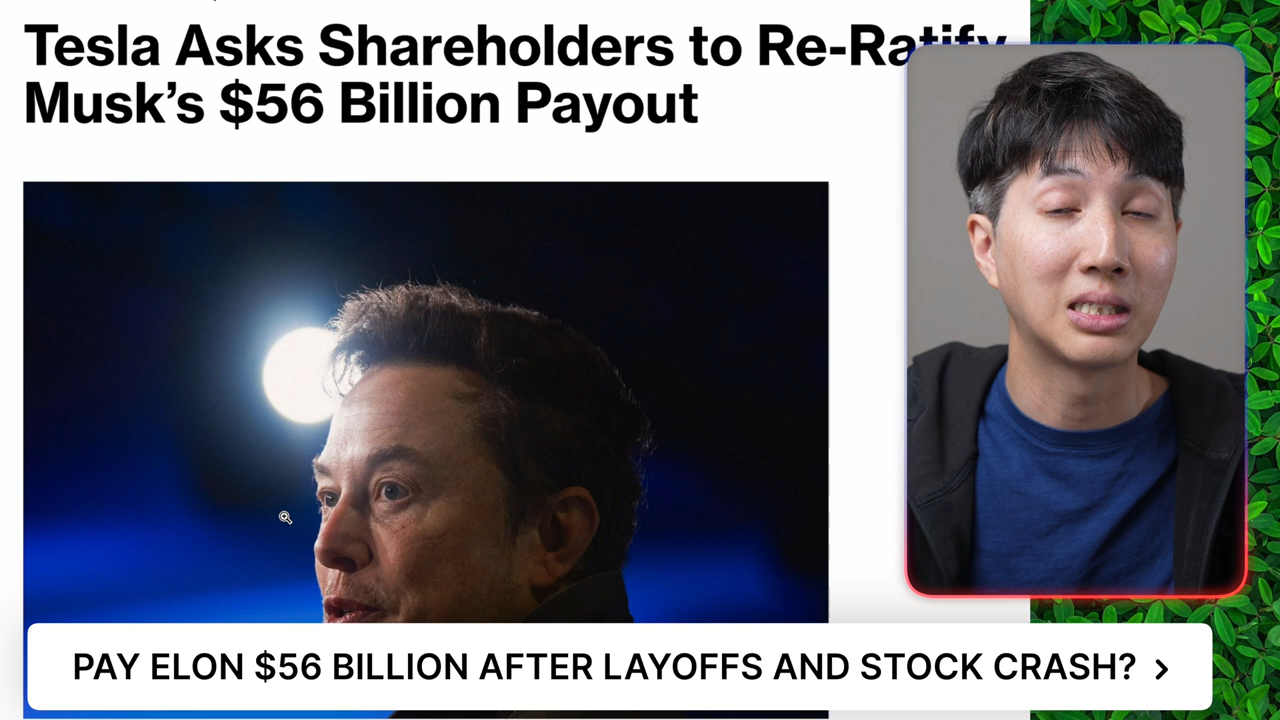 Tesla Asks Shareholders to Re-Ratify
Musk’s $56 Billion Payout
PAY ELON $56 BILLION AFTER LAYOFFS AND STOCK CRASH?